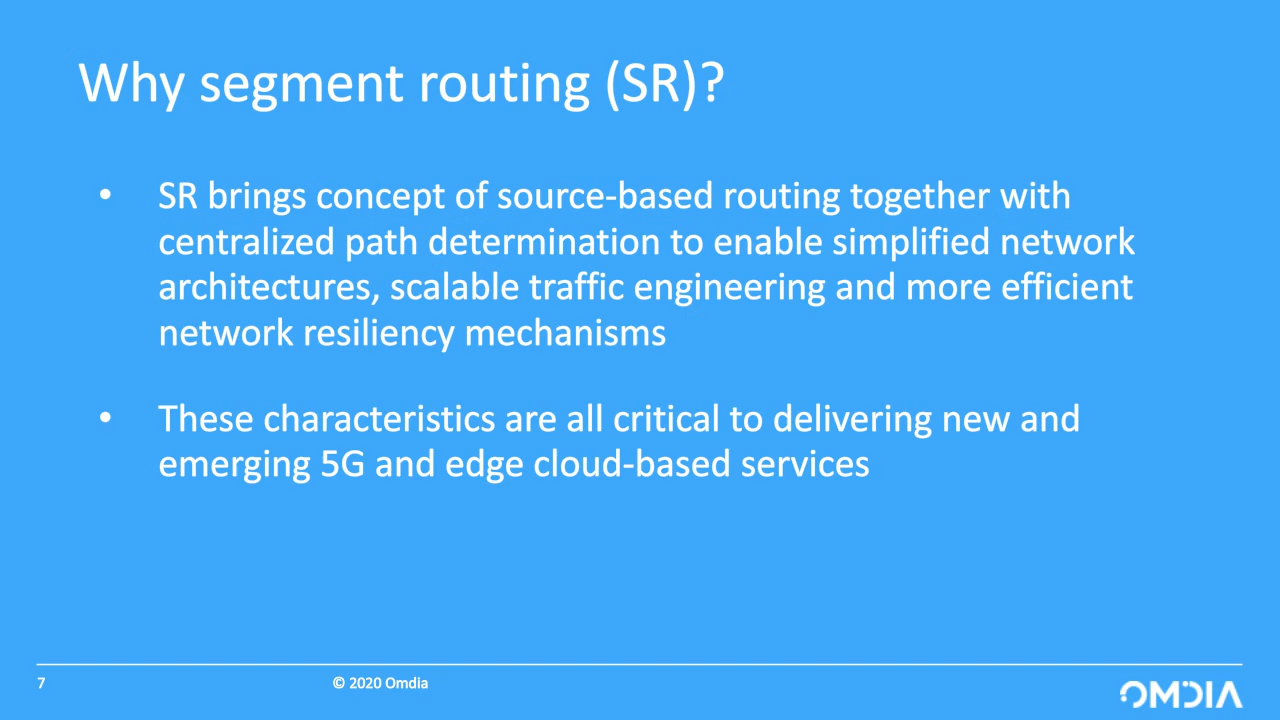 Why segment routing (SR)?
• SR brings concept of source-based routing together with
centralized path determination to enable simplified network
architectures, scalable traffic engineering and more efficient
network resiliency mechanisms
• These characteristics are all critical to delivering new and
emerging 5G and edge cloud-based services
7
© 2020 Omdia
OMDIA